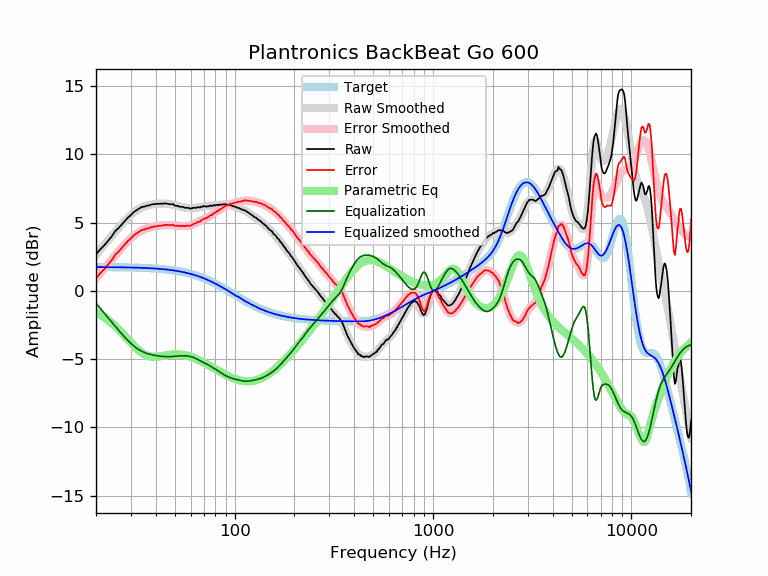 Plantronics BackBeat Go 600
Target
Raw Smoothed
Error Smoothed
Raw
Error
Parametric Eq
Equalization
Equalized smoothed
15
10
5
0
−5
−10
−15
Amplitude (dBr)
100
1000
10000
Frequency (Hz)